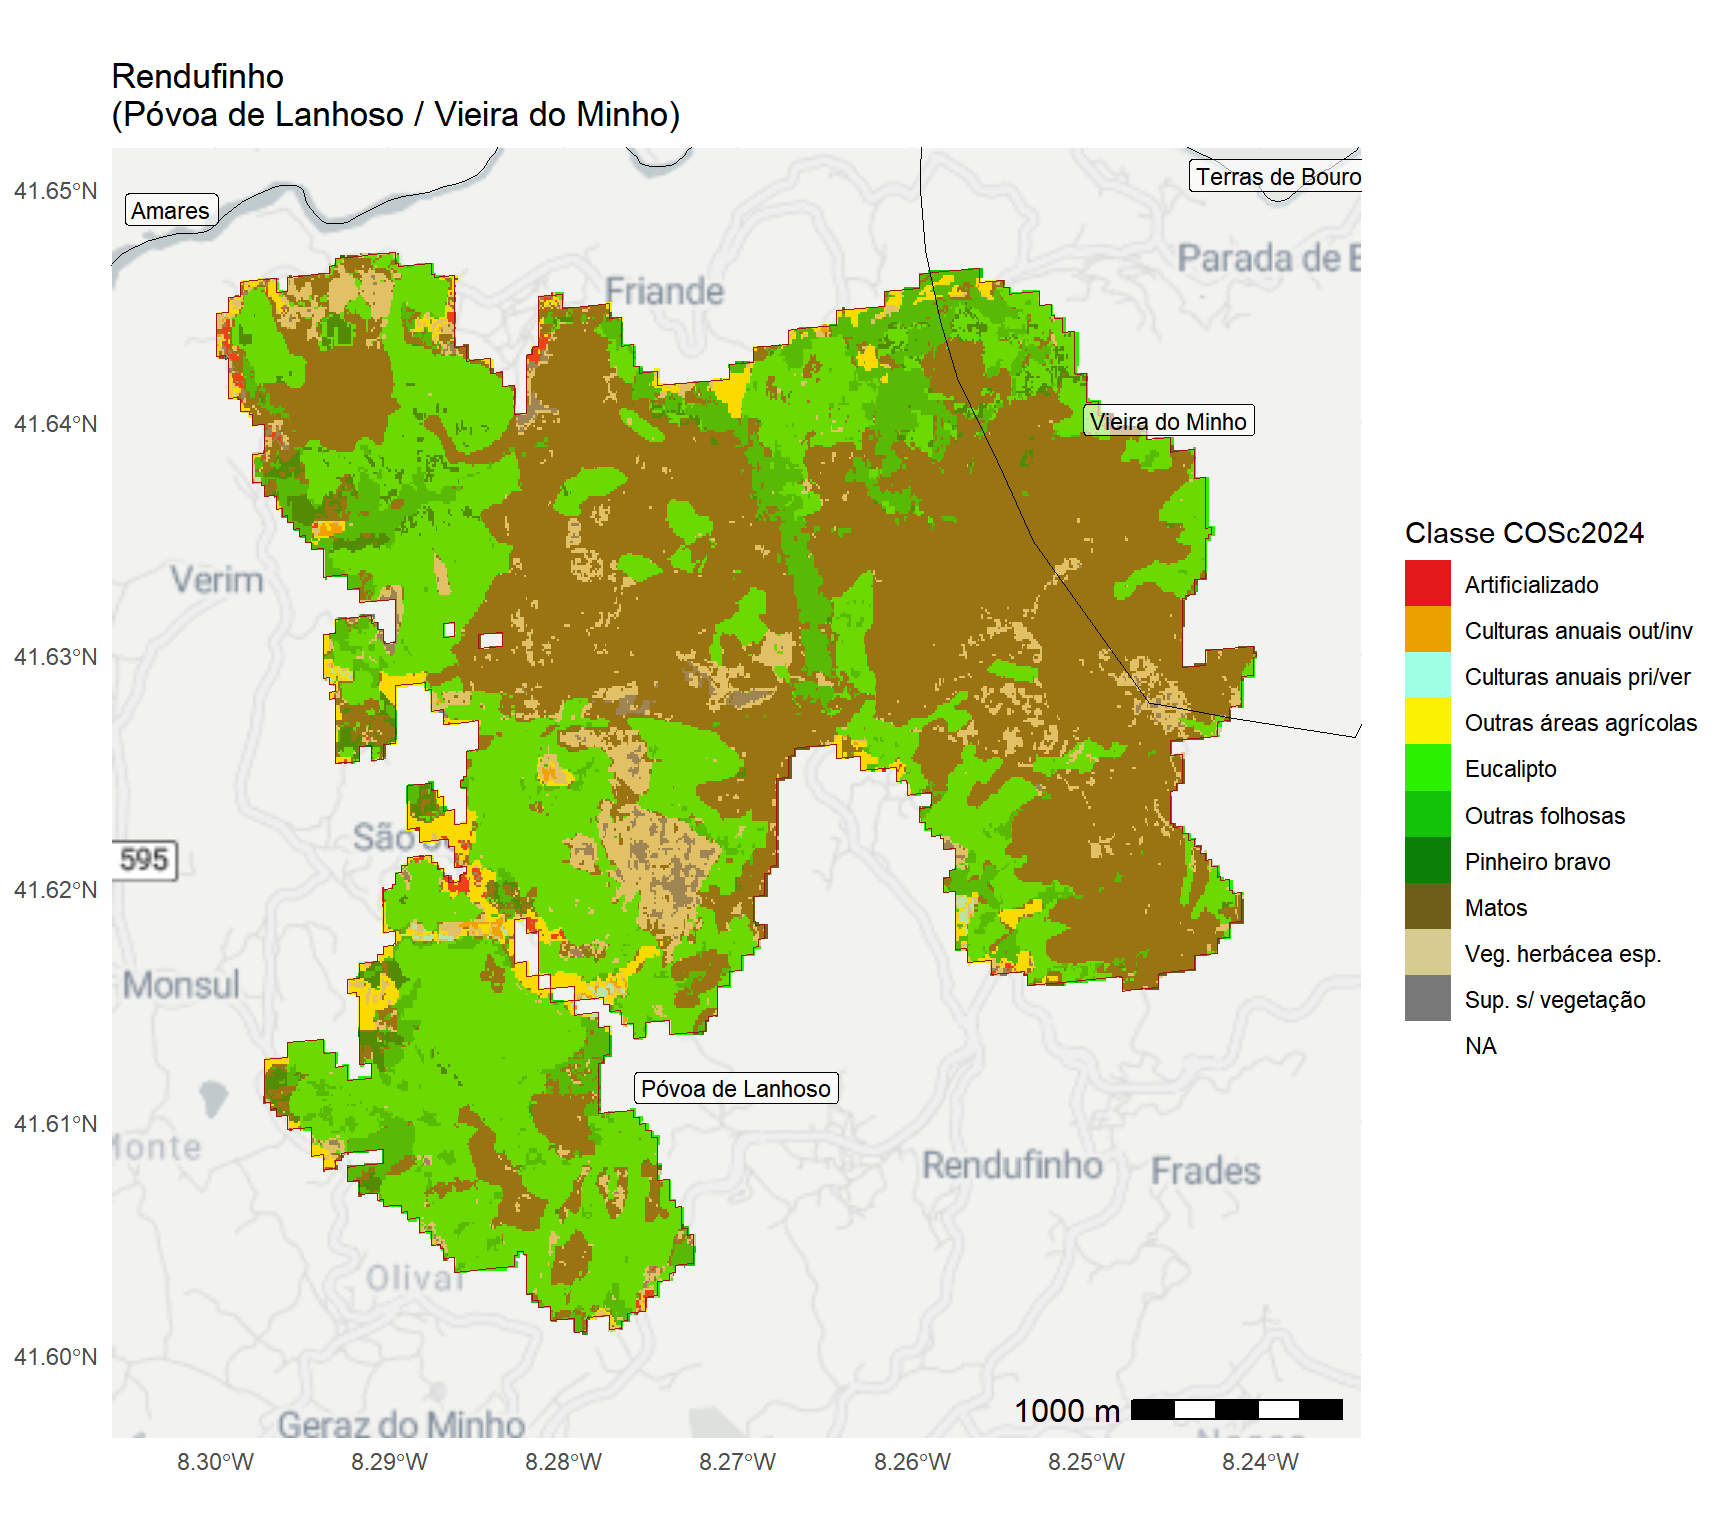 Rendufinho
(Póvoa de Lanhoso / Vieira do Minho)
41.65°N
41.64°N
41.63°N
41.62°N
41.61°N
41.60°N
Amares
Terras de Bouro
Friande
Parada de
Vieira do Minho
Verim
595
São
Monsul
Póvoa de Lanhoso
Monte
Rendufinho
Frades
Olival
1000 m
Geraz do Minho
8.30°W
8.29°W
8.28°W
8.27°W
8.26°W
8.25°W
8.24°W
Classe COSc2024
Artificializado
Culturas anuais out/inv
Culturas anuais pri/ver
Outras áreas agrícolas
Eucalipto
Outras folhosas
Pinheiro bravo
Matos
Veg. herbácea esp.
Sup. s/ vegetação
NA